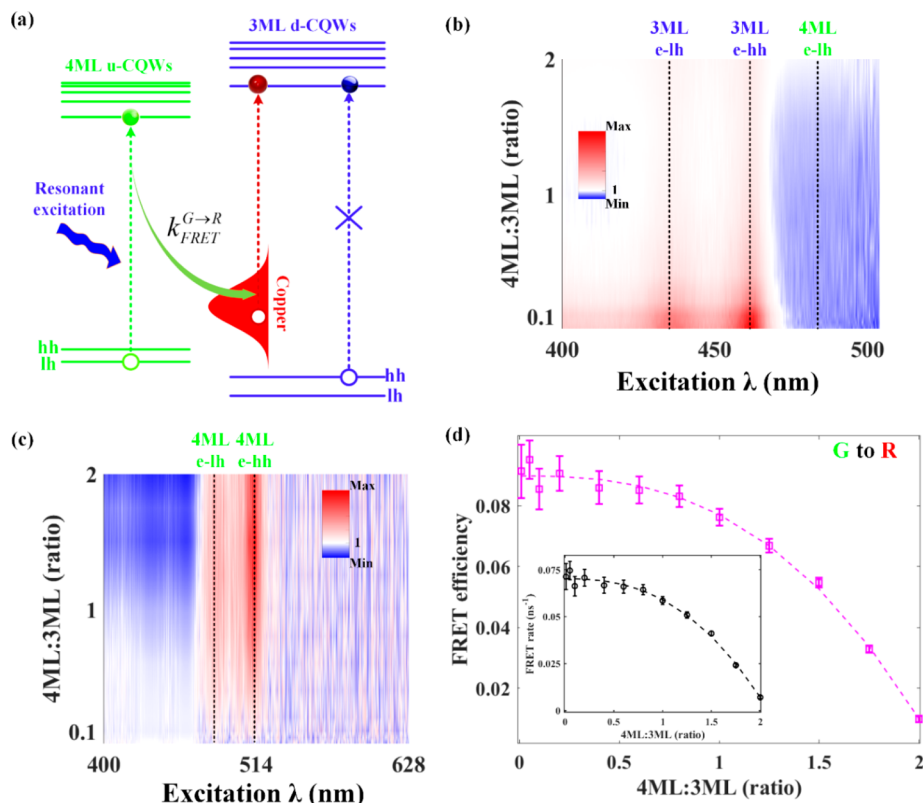 (a)
3ML d-CQWs
4ML u-CQWs
Resonant
excitation
k_{FRET}^{G→R}
Copper
hh
lh
hh
lh
(b)
3ML
e-lh
3ML
e-hh
4ML
e-lh
2
1
0.1
4ML:3ML (ratio)
Max
1
Min
400
450
500
Excitation λ (nm)
(c)
4ML
e-lh
4ML
e-hh
2
1
0.1
4ML:3ML (ratio)
Max
1
Min
400
514
628
Excitation λ (nm)
(d)
G to R
0.08
0.06
0.04
0.02
FRET efficiency
0
0.5
1.0
1.5
2
4ML:3ML (ratio)
0.075
0.05
0.025
0
FRET rate (ns⁻¹)
0
0.5
1
1.5
2
4ML:3ML (ratio)